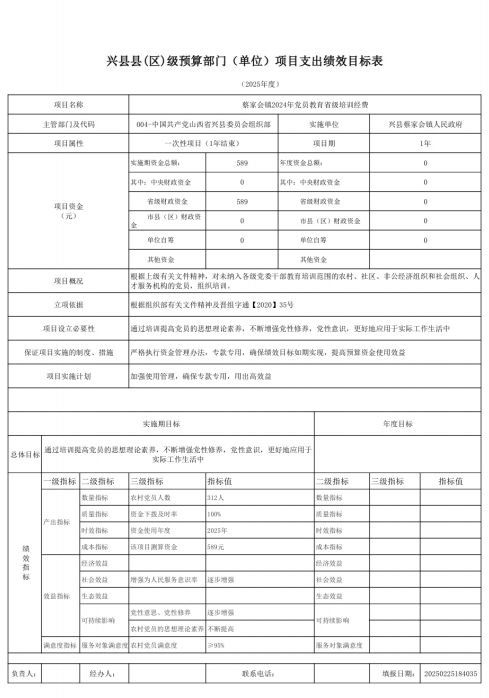 兴县县(区)级预算部门（单位）项目支出绩效目标表
（2025年度）
项目名称 蔡家会镇2024年党员教育省级培训经费
主管部门及代码 004-中国共产党山西省兴县委员会组织部 实施单位 兴县蔡家会镇人民政府
项目属性 一次性项目（1年结束） 项目期 1年
项目资金（元）
实施期资金总额： 589 年度资金总额： 0
其中：中央财政资金 0 其中：中央财政资金 0
省级财政资金 589 省级财政资金 0
市县（区）财政资金 0 市县（区）财政资金 0
单位自筹 0 单位自筹 0
其他资金 其他资金
项目概况 根据上级有关文件精神，对未纳入各级党委干部教育培训范围的农村、社区、非公经济组织和社会组织、人
才服务机构的党员，组织培训。
立项依据 根据组织部有关文件精神及晋组字通【2020】35号
项目设立必要性 通过培训提高党员的思想理论素养，不断增强党性修养，党性意识，更好地应用于实际工作生活中
保证项目实施的制度、措施 严格执行资金管理办法，专款专用，确保绩效目标如期实现，提高预算资金使用效益
项目实施计划 加强使用管理，确保专款专用，用出高效益
实施期目标 年度目标
总体目标 通过培训提高党员的思想理论素养，不断增强党性修养，党性意识，更好地应用于
实际工作生活中
绩效指标
一级指标 二级指标 三级指标 指标值 二级指标 三级指标 指标值
产出指标
数量指标 农村党员人数 312人 数量指标
质量指标 资金下拨及时率 100% 质量指标
时效指标 资金使用年度 2025年 时效指标
成本指标 该项目测算资金 589元 成本指标
效益指标
经济效益 经济效益
社会效益 增强为人民服务意识率 逐步增强 社会效益
生态效益 生态效益
可持续影响 党性意思、党性修养 逐步增强 可持续影响
农村党员的思想理论素养 不断提高
满意度指标 服务对象满意度 农村党员满意度 ≥95% 服务对象满意度
负责人： 经办人： 联系电话： 填报日期： 20250225184035